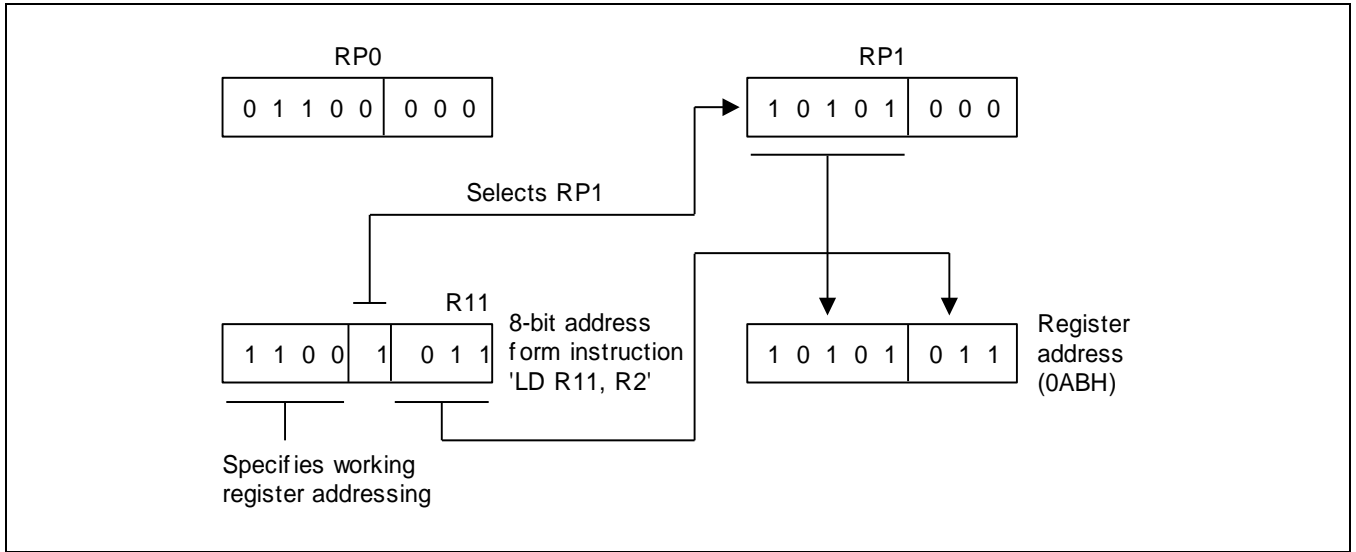 RP0
RP1
0 1 1 0 0 0 0 0
1 0 1 0 1 0 0 0
Selects RP1
R11
1 1 0 0 1 0 1 1
8-bit address
form instruction
'LD R11, R2'
1 0 1 0 1 0 1 1
Register
address
(0ABH)
Specifies working
register addressing